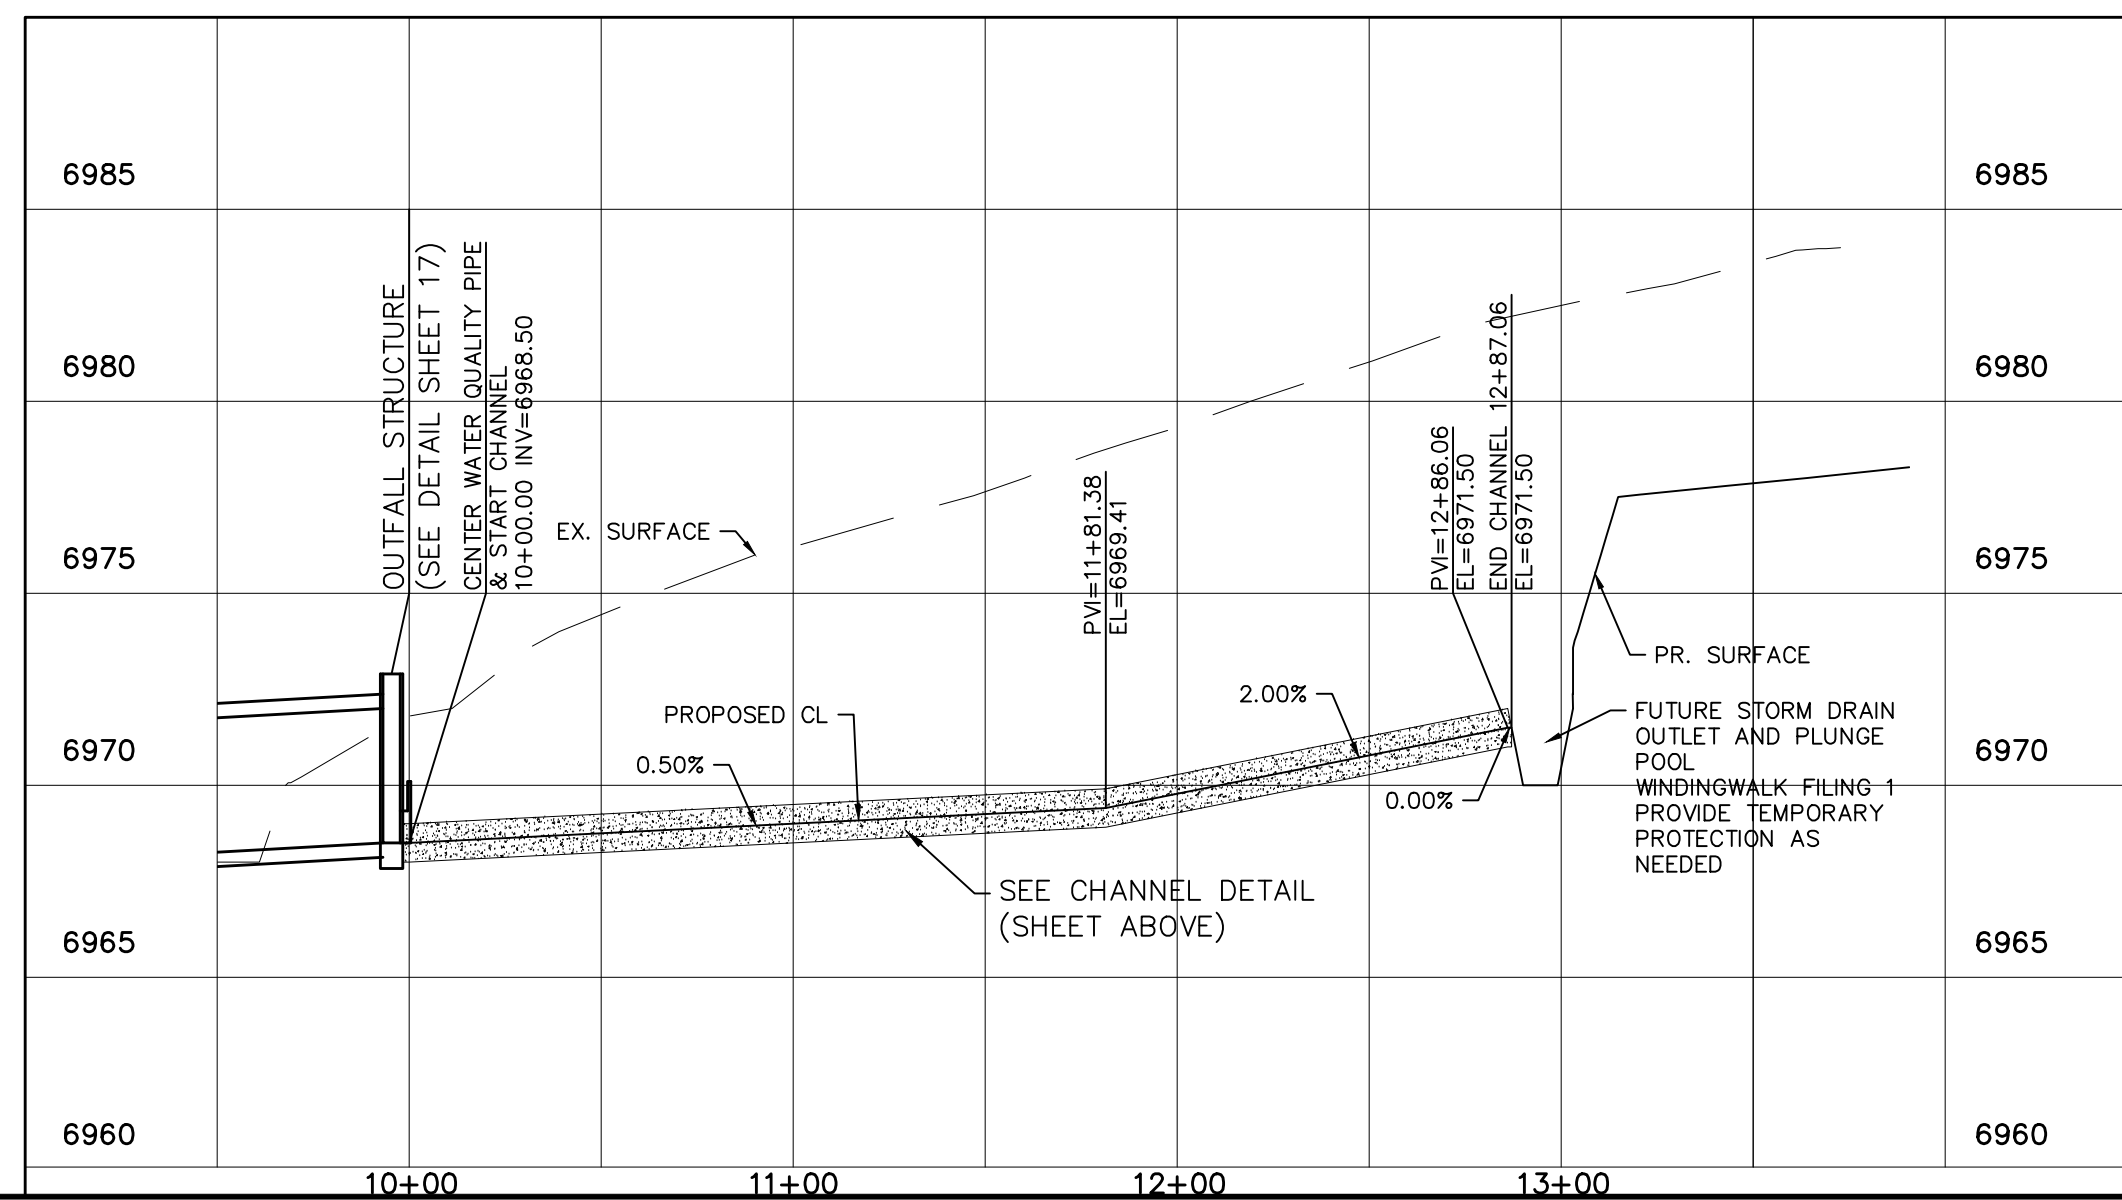 6985
6985
OUTFALL STRUCTURE
(SEE DETAIL SHEET 17)
CENTER WATER QUALITY PIPE
& START CHANNEL
10+00.00 INV=6968.50
6980
6980
END CHANNEL 12+87.06
EL=6971.50
PVI=12+86.06
EL=6971.50
PVI=11+81.38
EL=6969.41
EX. SURFACE
6975
6975
PR. SURFACE
2.00%
PROPOSED CL
0.50%
0.00%
FUTURE STORM DRAIN
OUTLET AND PLUNGE
POOL
WINDINGWALK FILING 1
PROVIDE TEMPORARY
PROTECTION AS
NEEDED
6970
6970
SEE CHANNEL DETAIL
(SHEET ABOVE)
6965
6965
6960
6960
10+00
11+00
12+00
13+00